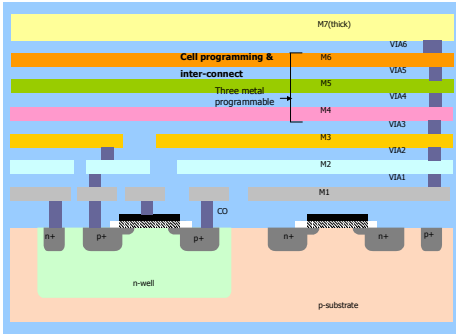 M7(thick)
VIA6
Cell programming &
M6
inter-connect
VIA5
M5
Three metal
programmable
VIA4
M4
VIA3
M3
VIA2
M2
VIA1
M1
CO
n+
p+
p+
n+
n+
p+
n-well
p-substrate